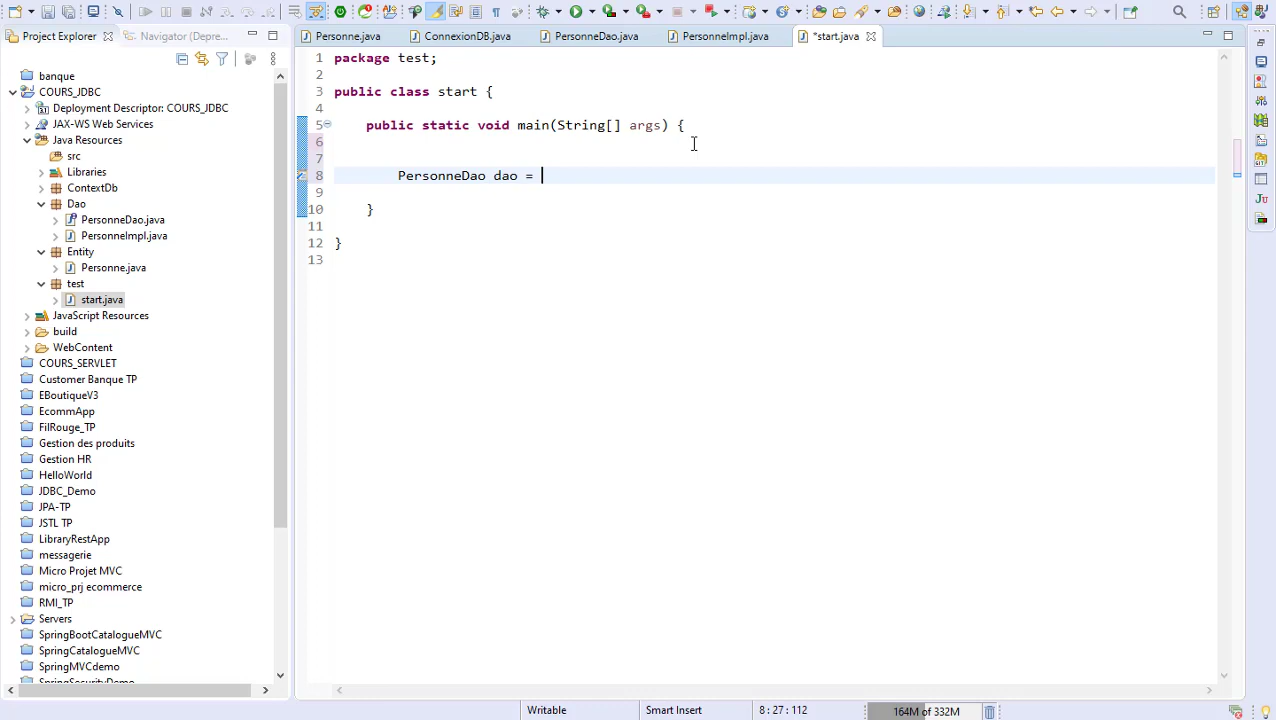 Project Explorer
Navigator (Depre...
Personne.java
ConnexionDB.java
PersonneDao.java
PersonneImpl.java
*start.java
banque
COURS_JDBC
Deployment Descriptor: COURS_JDBC
JAX-WS Web Services
Java Resources
src
Libraries
ContextDb
Dao
PersonneDao.java
PersonneImpl.java
Entity
Personne.java
test
start.java
JavaScript Resources
build
WebContent
COURS_SERVLET
Customer Banque TP
EBoutiqueV3
EcommApp
FilRouge_TP
Gestion des produits
Gestion HR
HelloWorld
JDBC_Demo
JPA-TP
JSTL TP
LibraryRestApp
messagerie
Micro Projet MVC
micro_prj ecommerce
RMI_TP
Servers
SpringBootCatalogueMVC
SpringCatalogueMVC
SpringMVCdemo
SpringSecurityDemo
1 package test;
2
3 public class start {
4
5 public static void main(String[] args) {
6
7
8 PersonneDao dao =
9
10 }
11
12 }
13
Writable
Smart Insert
8 : 27 : 112
164M of 332M